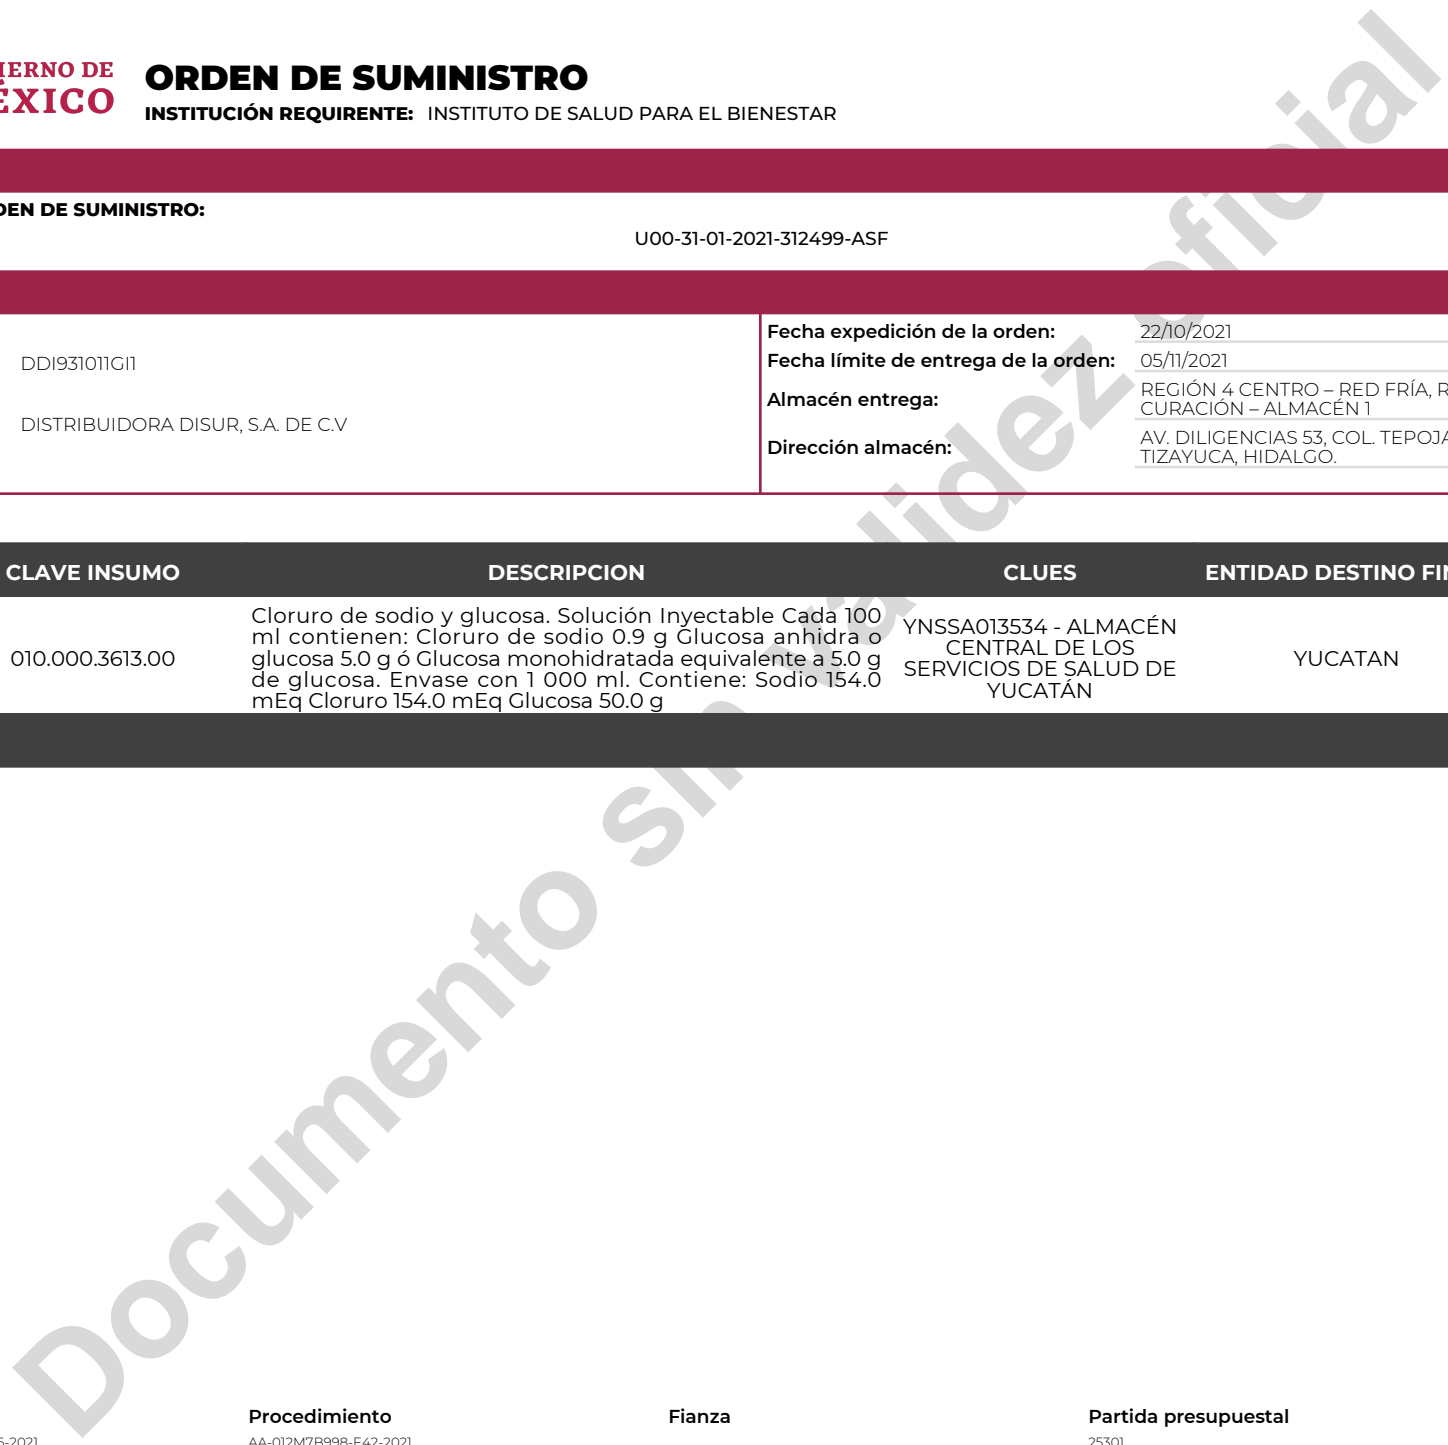 ORDEN DE SUMINISTRO
INSTITUCIÓN REQUIRENTE: INSTITUTO DE SALUD PARA EL BIENESTAR
DE SUMINISTRO:
U00-31-01-2021-312499-ASF
DDI931011GI1
DISTRIBUIDORA DISUR, S.A. DE C.V
Fecha expedición de la orden: 22/10/2021
Fecha límite de entrega de la orden: 05/11/2021
Almacén entrega: REGIÓN 4 CENTRO – RED FRÍA,
CURACIÓN – ALMACÉN 1
Dirección almacén: AV. DILIGENCIAS 53, COL.
TIZAYUCA, HIDALGO.
CLAVE INSUMO DESCRIPCION CLUES ENTIDAD DESTINO
010.000.3613.00
Cloruro de sodio y glucosa. Solución Inyectable Cada 100
ml contienen: Cloruro de sodio 0.9 g Glucosa anhidra o
glucosa 5.0 g ó Glucosa monohidratada equivalente a 5.0 g
de glucosa. Envase con 1 000 ml. Contiene: Sodio 154.0
mEq Cloruro 154.0 mEq Glucosa 50.0 g
YNSSA013534 - ALMACÉN
CENTRAL DE LOS
SERVICIOS DE SALUD DE
YUCATÁN
YUCATAN
Documento sin validez oficial
Procedimiento Fianza Partida presupuestal
AA-012M7B998-E42-2021 25301